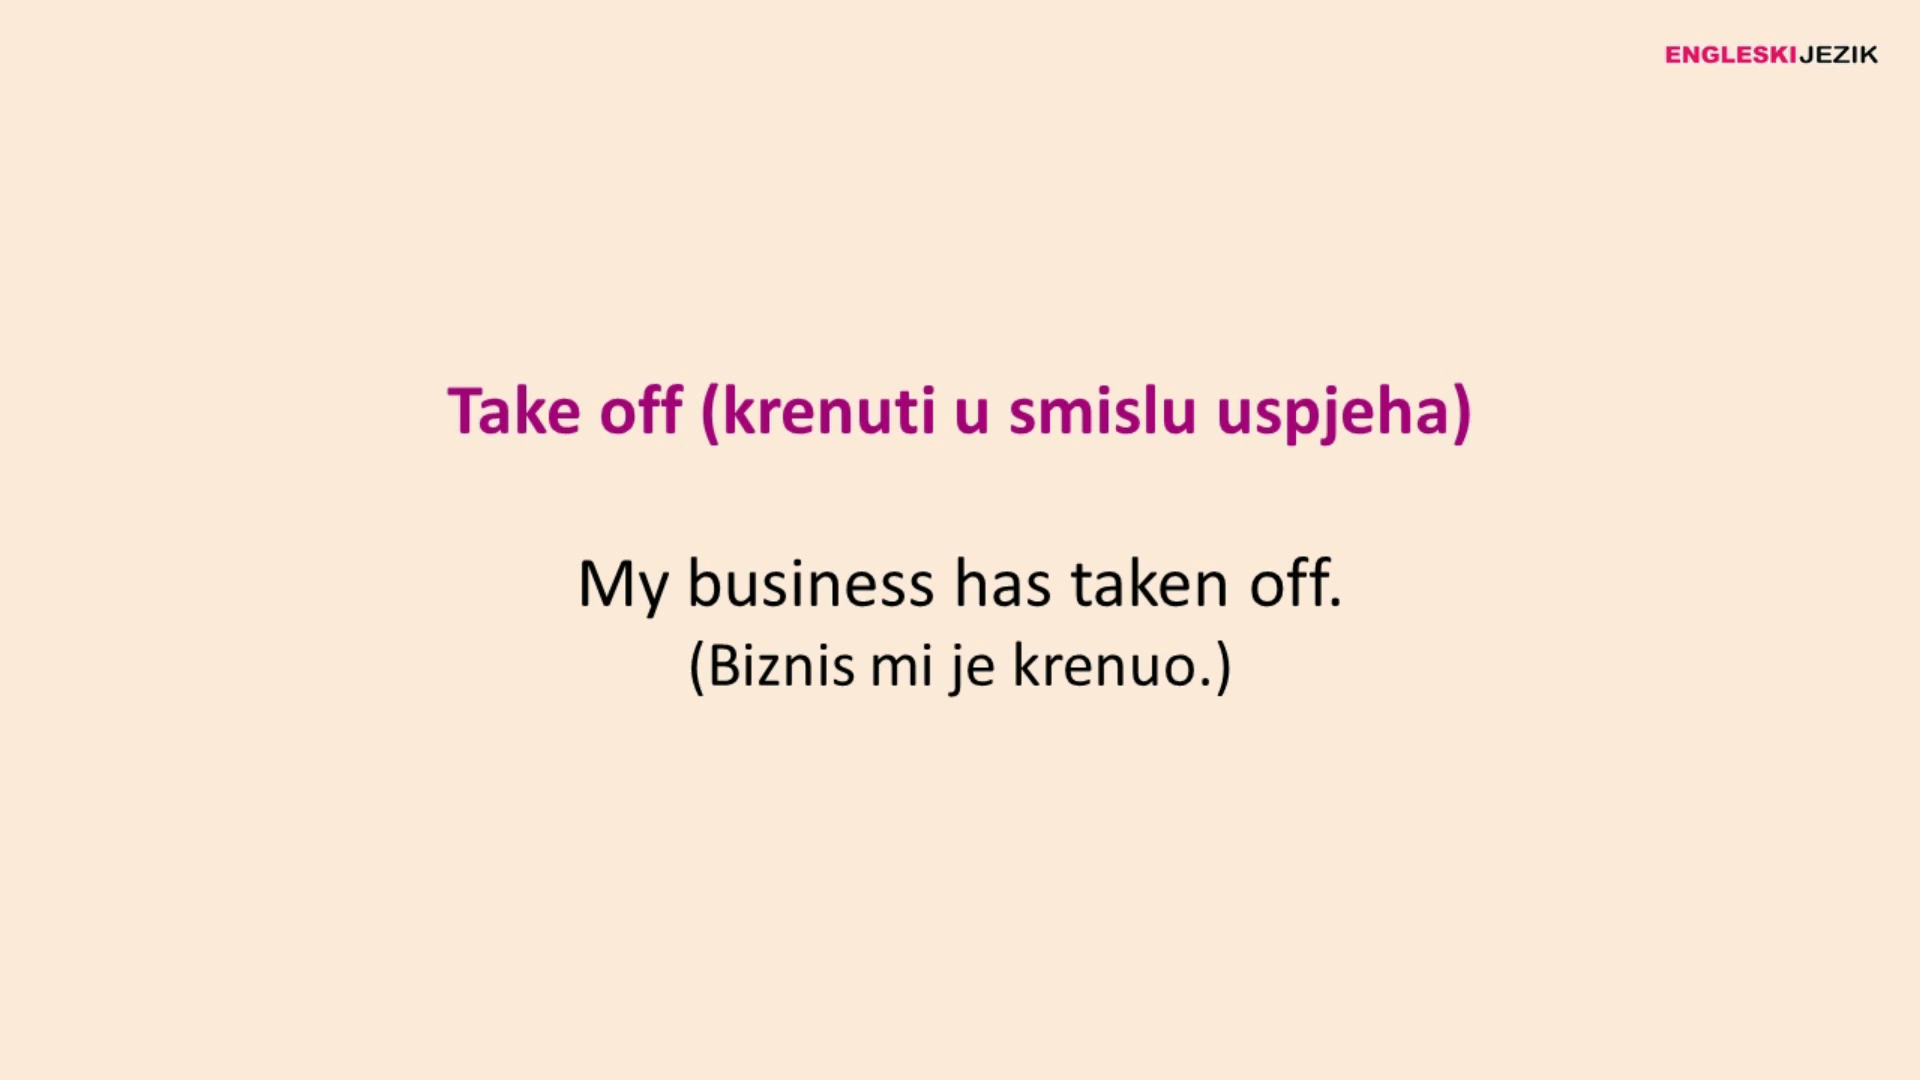 ENGLESKIJEZIK
Take off (krenuti u smislu uspjeha)
My business has taken off.
(Biznis mi je krenuo.)